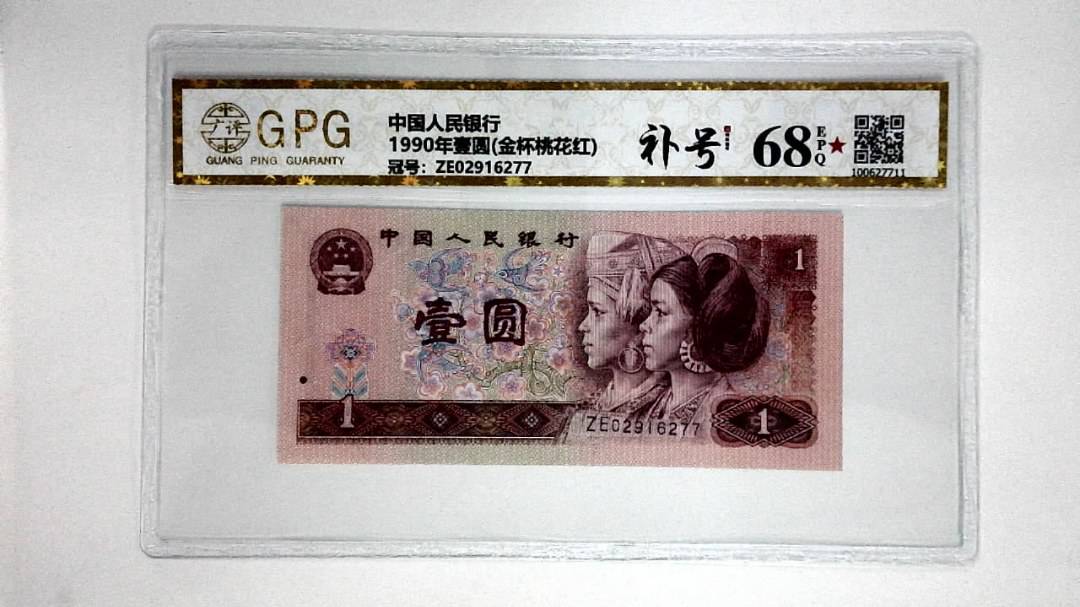 广评
GPG
GUANG PING GUARANTY
中国人民银行
1990年壹圆(金杯桃花红)
冠号: ZE02916277
补号
68
EPQ
100627711
中国人民银行
壹圆
1
1
ZE02916277
1